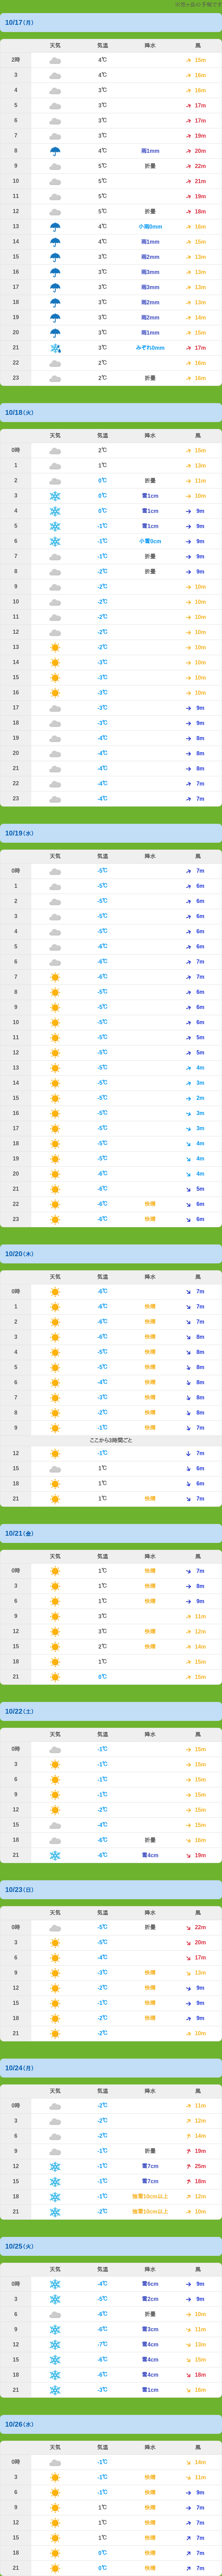 10/17(月)
天気 気温 降水 風
2時 4℃ 15m
3 4℃ 16m
4 4℃ 16m
5 3℃ 17m
6 3℃ 17m
7 3℃ 19m
8 4℃ 雨1mm 20m
9 5℃ 折曇 22m
10 5℃ 21m
11 5℃ 19m
12 5℃ 折曇 18m
13 4℃ 小雨0mm 16m
14 4℃ 雨1mm 15m
15 3℃ 雨2mm 13m
16 3℃ 雨3mm 13m
17 3℃ 雨3mm 13m
18 3℃ 雨2mm 13m
19 3℃ 雨2mm 14m
20 3℃ 雨1mm 15m
21 3℃ みぞれ0mm 17m
22 2℃ 16m
23 2℃ 折曇 16m
10/18(火)
天気 気温 降水 風
0時 2℃ 15m
1 1℃ 13m
2 0℃ 折曇 11m
3 0℃ 雪1cm 10m
4 0℃ 雪1cm 9m
5 -1℃ 雪1cm 9m
6 -1℃ 小雪0cm 9m
7 -1℃ 折曇 9m
8 -2℃ 折曇 9m
9 -2℃ 10m
10 -2℃ 10m
11 -2℃ 10m
12 -2℃ 10m
13 -2℃ 10m
14 -3℃ 10m
15 -3℃ 10m
16 -3℃ 10m
17 -3℃ 9m
18 -3℃ 9m
19 -4℃ 8m
20 -4℃ 8m
21 -4℃ 8m
22 -4℃ 7m
23 -4℃ 7m
10/19(水)
天気 気温 降水 風
0時 -5℃ 7m
1 -5℃ 6m
2 -5℃ 6m
3 -5℃ 6m
4 -5℃ 6m
5 -6℃ 6m
6 -6℃ 7m
7 -6℃ 7m
8 -5℃ 6m
9 -5℃ 6m
10 -5℃ 6m
11 -5℃ 5m
12 -5℃ 5m
13 -5℃ 4m
14 -5℃ 3m
15 -5℃ 2m
16 -5℃ 3m
17 -5℃ 3m
18 -5℃ 4m
19 -5℃ 4m
20 -6℃ 4m
21 -6℃ 5m
22 -6℃ 快晴 6m
23 -6℃ 快晴 6m
10/20(木)
天気 気温 降水 風
0時 -6℃ 7m
1 -6℃ 快晴 7m
2 -6℃ 快晴 7m
3 -6℃ 快晴 8m
4 -5℃ 快晴 8m
5 -5℃ 快晴 8m
6 -4℃ 快晴 8m
7 -3℃ 快晴 8m
8 -2℃ 快晴 8m
9 -1℃ 快晴 7m
ここから3時間ごと
12 -1℃ 7m
15 1℃ 6m
18 1℃ 6m
21 1℃ 快晴 7m
10/21(金)
天気 気温 降水 風
0時 1℃ 快晴 7m
3 1℃ 快晴 8m
6 1℃ 快晴 9m
9 3℃ 11m
12 3℃ 快晴 12m
15 2℃ 快晴 14m
18 1℃ 15m
21 0℃ 15m
10/22(土)
天気 気温 降水 風
0時 -1℃ 15m
3 -1℃ 15m
6 -1℃ 15m
9 -1℃ 15m
12 -2℃ 15m
15 -4℃ 15m
18 -6℃ 折曇 16m
21 -6℃ 雪4cm 19m
10/23(日)
天気 気温 降水 風
0時 -5℃ 折曇 22m
3 -5℃ 20m
6 -4℃ 17m
9 -3℃ 快晴 13m
12 -2℃ 快晴 9m
15 -1℃ 快晴 9m
18 -2℃ 快晴 9m
21 -2℃ 10m
10/24(月)
天気 気温 降水 風
0時 -2℃ 11m
3 -2℃ 12m
6 -2℃ 14m
9 -1℃ 折曇 19m
12 -1℃ 雪7cm 25m
15 -1℃ 雪7cm 18m
18 -1℃ 強雪10cm以上 12m
21 -2℃ 強雪10cm以上 10m
10/25(火)
天気 気温 降水 風
0時 -4℃ 雪6cm 9m
3 -5℃ 雪2cm 9m
6 -6℃ 折曇 10m
9 -6℃ 雪3cm 11m
12 -7℃ 雪4cm 13m
15 -6℃ 雪4cm 15m
18 -6℃ 雪4cm 18m
21 -3℃ 雪1cm 16m
10/26(水)
天気 気温 降水 風
0時 -1℃ 14m
3 -1℃ 快晴 11m
6 -1℃ 快晴 9m
9 1℃ 快晴 7m
12 1℃ 快晴 7m
15 1℃ 快晴 7m
18 0℃ 快晴 7m
21 0℃ 快晴 7m